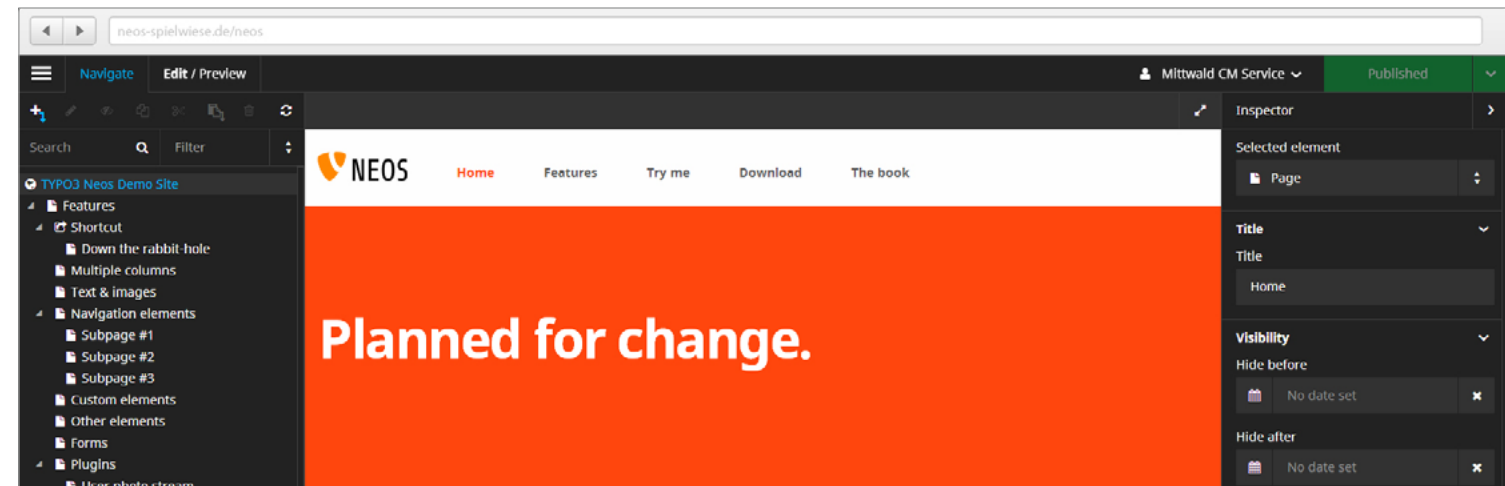 neos-spielwiese.de/neos
Navigate Edit / Preview Mittwald CM Service Published
Inspector
Search Filter
Selected element
Page
TYPO3 Neos Demo Site
Features
Shortcut
Down the rabbit-hole
Multiple columns
Text & images
Navigation elements
Subpage #1
Subpage #2
Subpage #3
Custom elements
Other elements
Forms
Plugins
User photo stream
NEOS Home Features Try me Download The book
Planned for change.
Title
Title
Home
Visibility
Hide before
No date set
Hide after
No date set